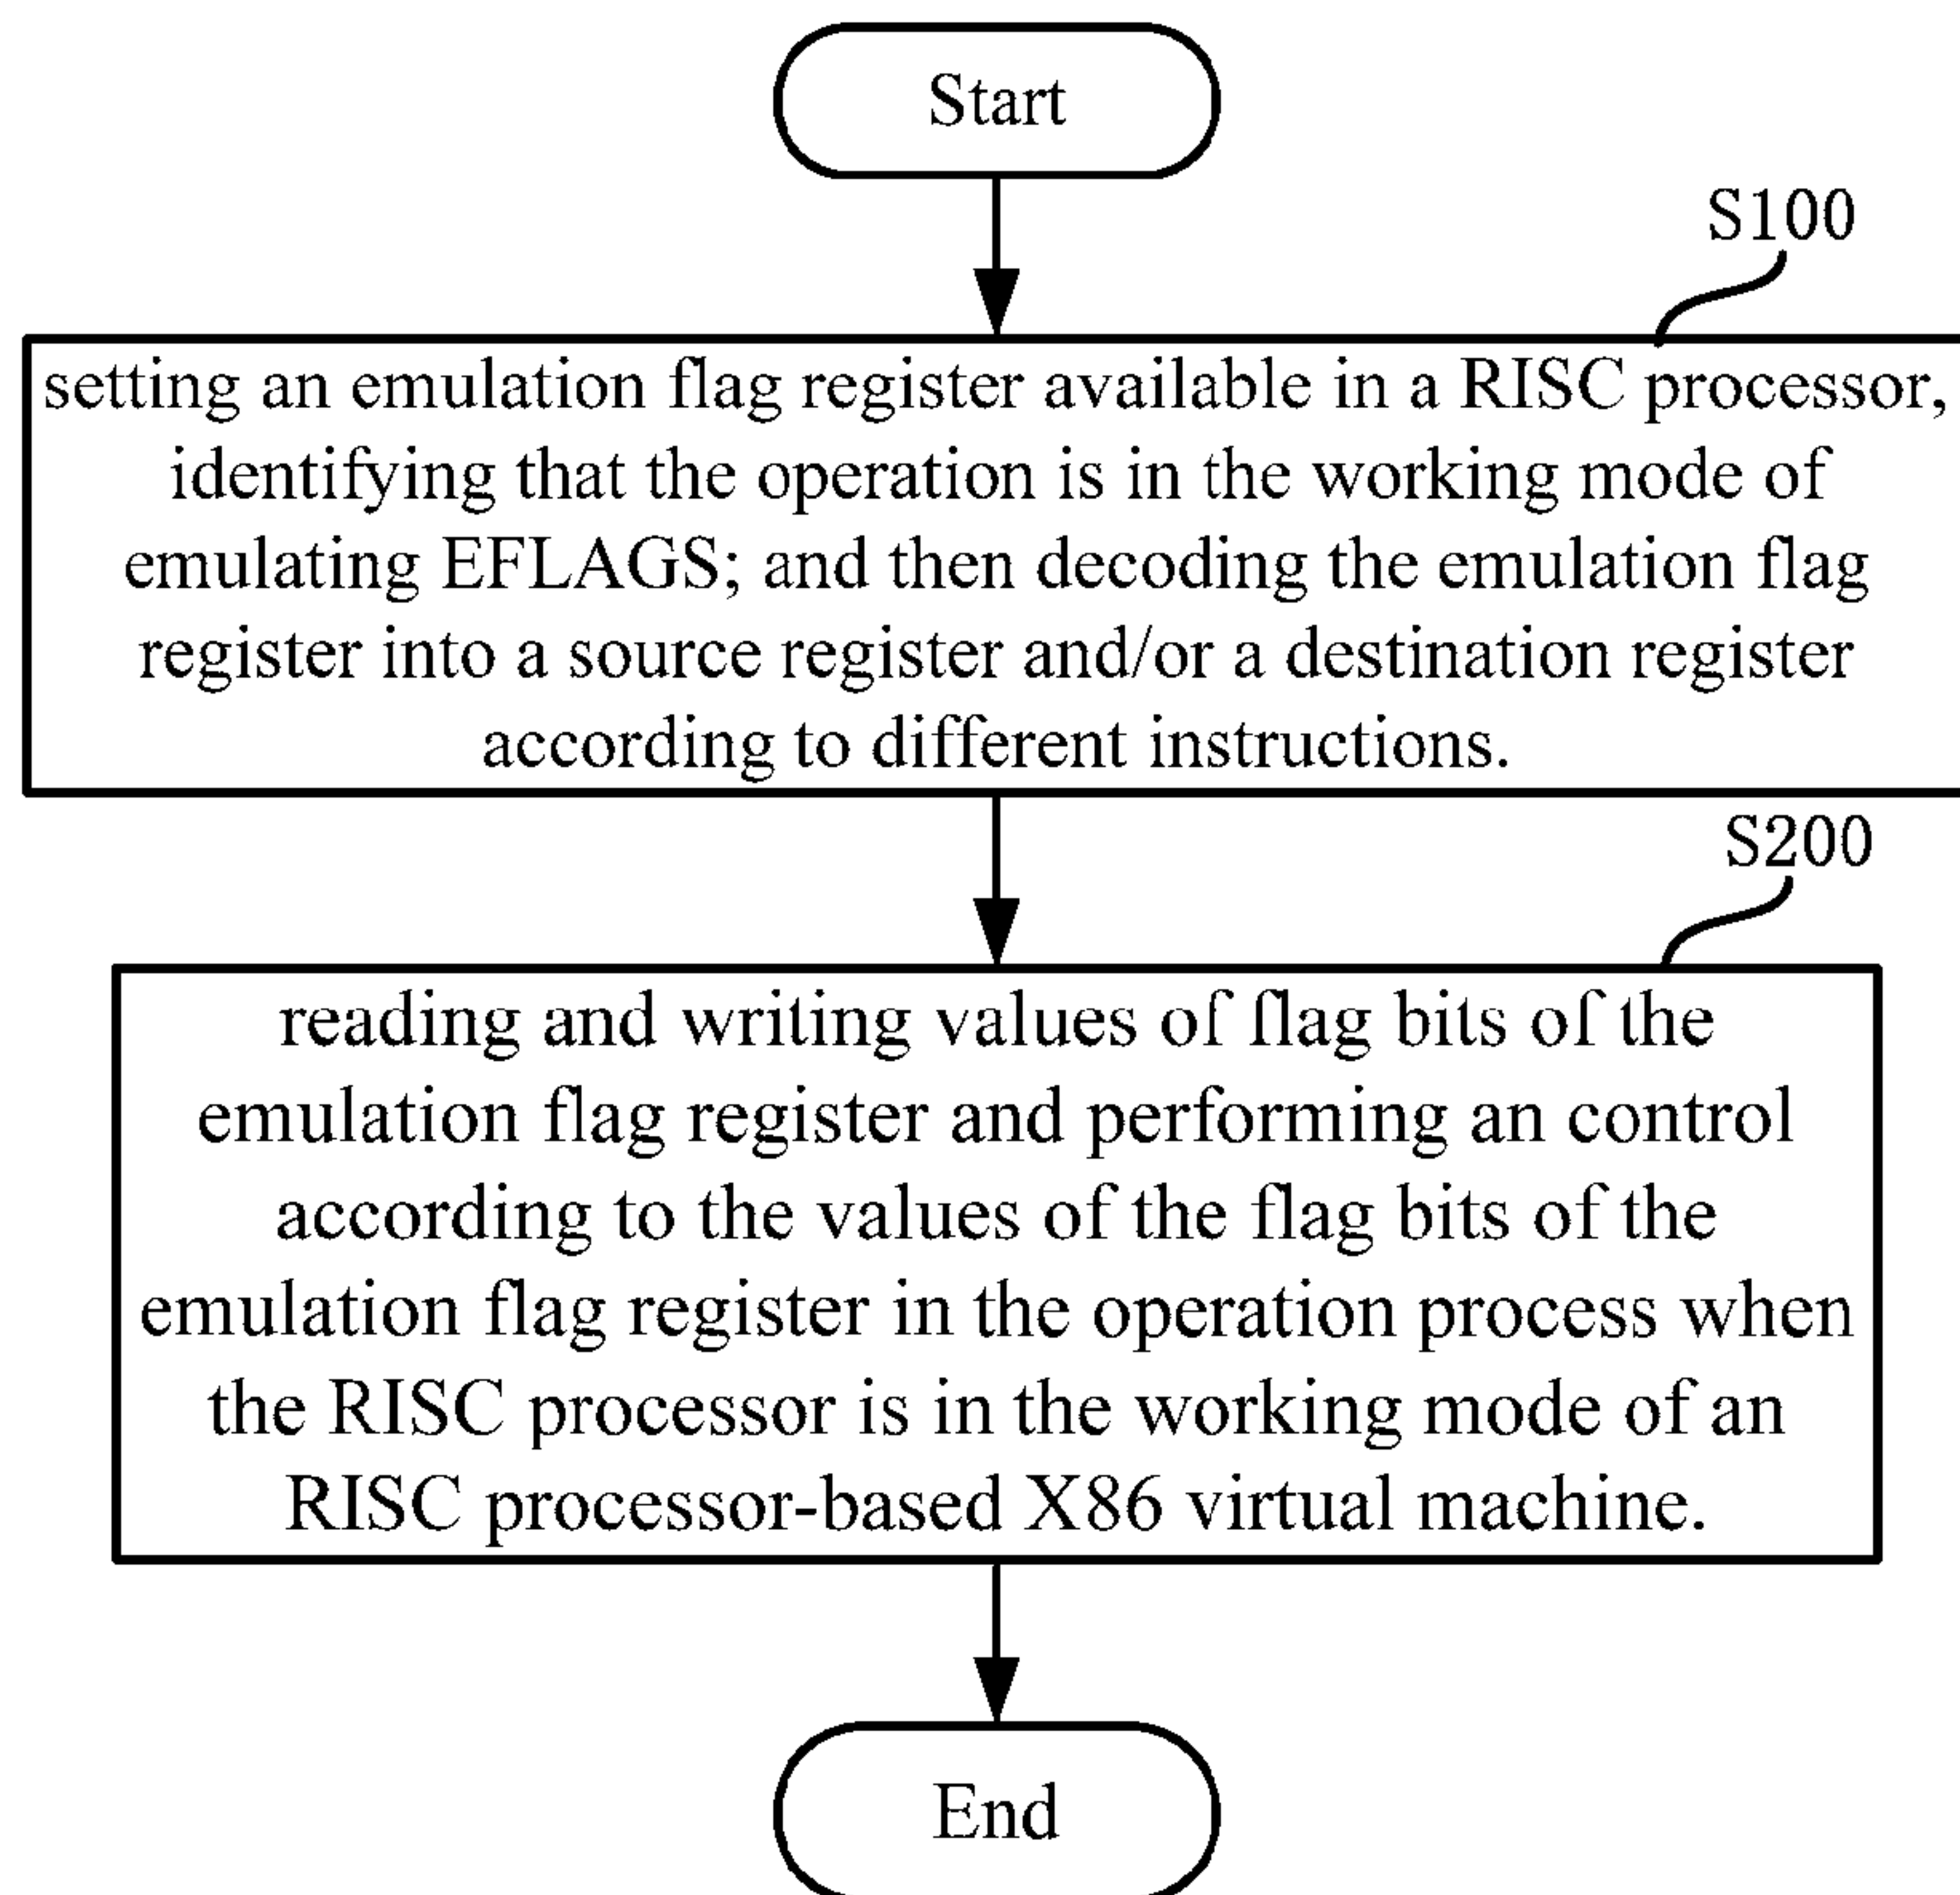 Start
S100
setting an emulation flag register available in a RISC processor,
identifying that the operation is in the working mode of
emulating EFLAGS; and then decoding the emulation flag
register into a source register and/or a destination register
according to different instructions.
S200
reading and writing values of flag bits of the
emulation flag register and performing an control
according to the values of the flag bits of the
emulation flag register in the operation process when
the RISC processor is in the working mode of an
RISC processor-based X86 virtual machine.
End